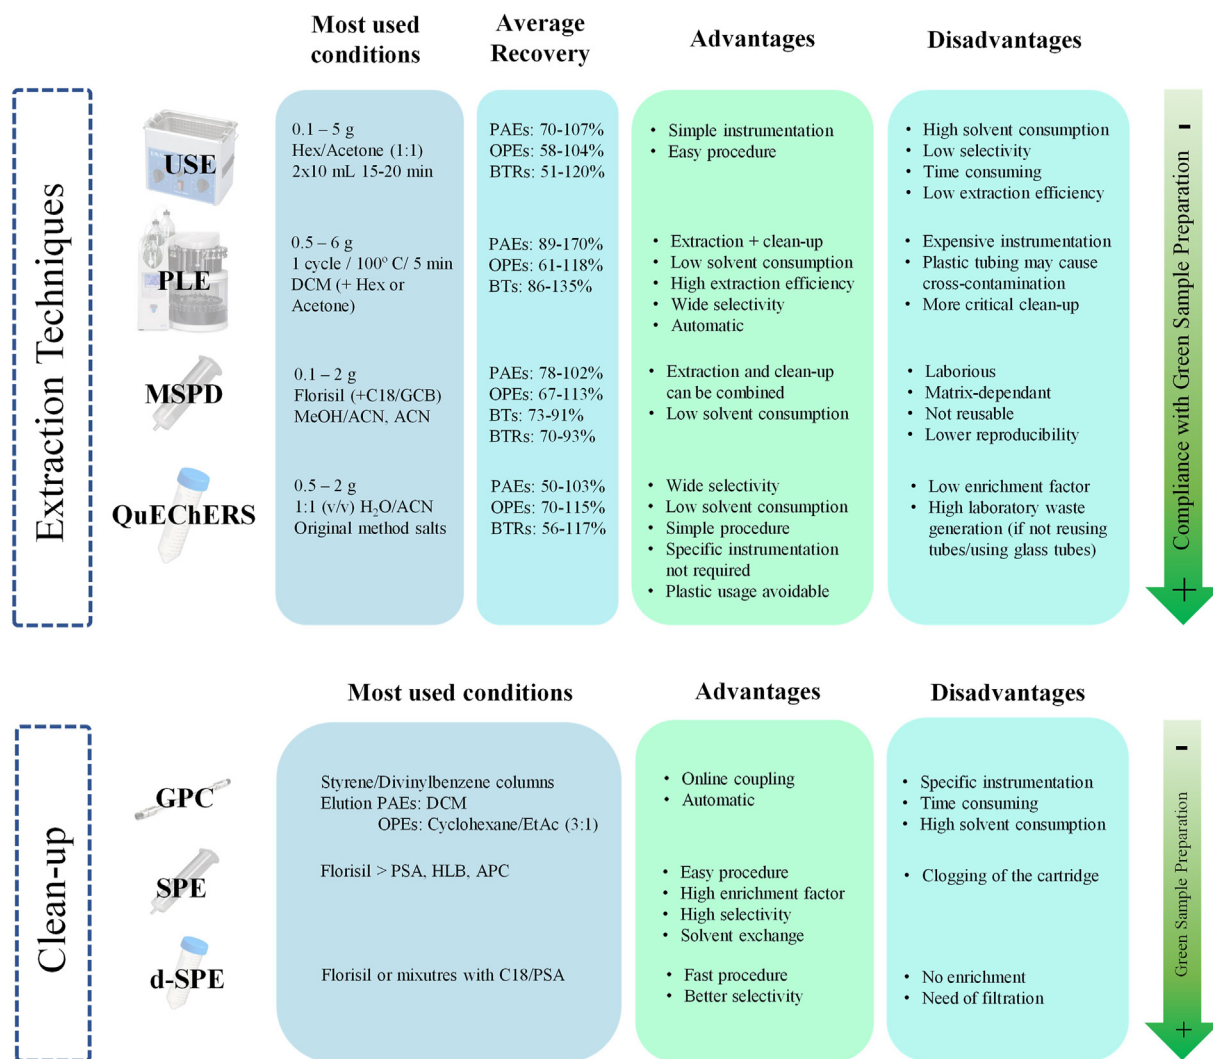 Most used
conditions
Average
Recovery
Advantages
Disadvantages
Extraction Techniques
USE
0.1 – 5 g
Hex/Acetone (1:1)
2x10 mL 15-20 min
PAEs: 70-107%
OPEs: 58-104%
BTRs: 51-120%
• Simple instrumentation
• Easy procedure
• High solvent consumption
• Low selectivity
• Time consuming
• Low extraction efficiency
PLE
0.5 – 6 g
1 cycle / 100º C/ 5 min
DCM (+ Hex or
Acetone)
PAEs: 89-170%
OPEs: 61-118%
BTs: 86-135%
• Extraction + clean-up
• Low solvent consumption
• High extraction efficiency
• Wide selectivity
• Automatic
• Expensive instrumentation
• Plastic tubing may cause
cross-contamination
• More critical clean-up
MSPD
0.1 – 2 g
Florisil (+C18/GCB)
MeOH/ACN, ACN
PAEs: 78-102%
OPEs: 67-113%
BTs: 73-91%
BTRs: 70-93%
• Extraction and clean-up
can be combined
• Low solvent consumption
• Laborious
• Matrix-dependant
• Not reusable
• Lower reproducibility
QuEChERS
0.5 – 2 g
1:1 (v/v) H₂O/ACN
Original method salts
PAEs: 50-103%
OPEs: 70-115%
BTRs: 56-117%
• Wide selectivity
• Low solvent consumption
• Simple procedure
• Specific instrumentation
not required
• Plastic usage avoidable
• Low enrichment factor
• High laboratory waste
generation (if not reusing
tubes/using glass tubes)
-
Compliance with Green Sample Preparation
+
Most used conditions
Advantages
Disadvantages
Clean-up
GPC
Styrene/Divinylbenzene columns
Elution PAEs: DCM
OPEs: Cyclohexane/EtAc (3:1)
• Online coupling
• Automatic
• Specific instrumentation
• Time consuming
• High solvent consumption
SPE
Florisil > PSA, HLB, APC
• Easy procedure
• High enrichment factor
• High selectivity
• Solvent exchange
• Clogging of the cartridge
d-SPE
Florisil or mixutres with C18/PSA
• Fast procedure
• Better selectivity
• No enrichment
• Need of filtration
-
Green Sample Preparation
+